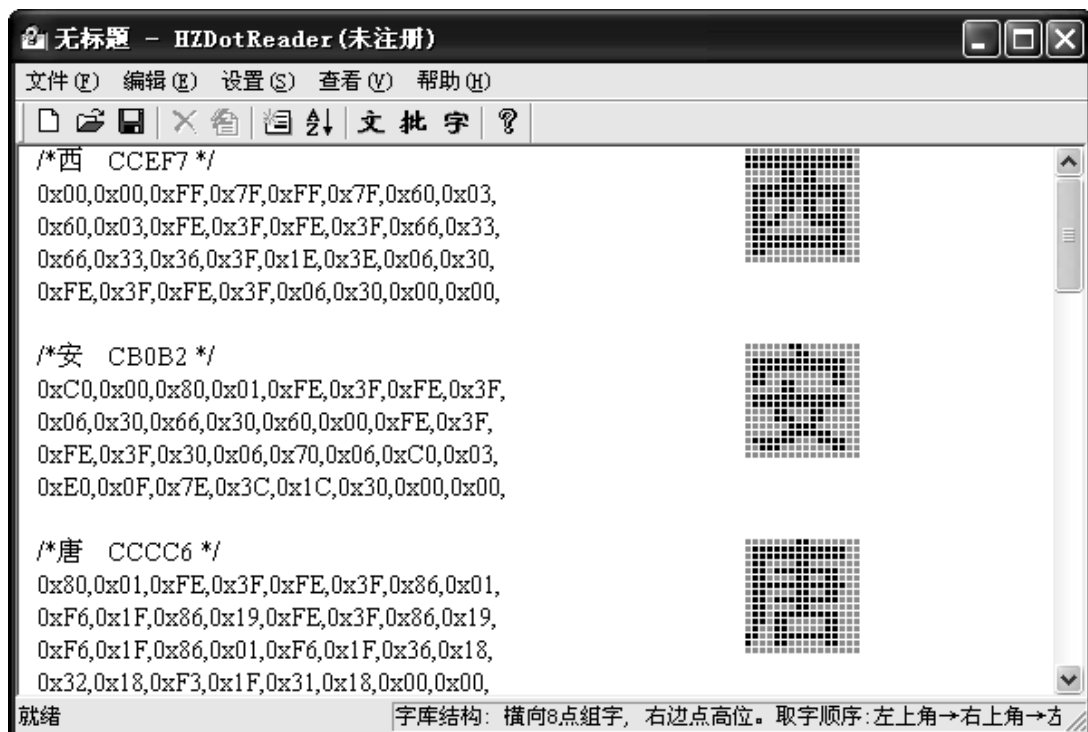 无标题 - HZDotReader(未注册)
文件(F) 编辑(E) 设置(S) 查看(V) 帮助(H)
文 批 字
/*西 CCEF7 */
0x00,0x00,0xFF,0x7F,0xFF,0x7F,0x60,0x03,
0x60,0x03,0xFE,0x3F,0xFE,0x3F,0x66,0x33,
0x66,0x33,0x36,0x3F,0x1E,0x3E,0x06,0x30,
0xFE,0x3F,0xFE,0x3F,0x06,0x30,0x00,0x00,
西
/*安 CB0B2 */
0xC0,0x00,0x80,0x01,0xFE,0x3F,0xFE,0x3F,
0x06,0x30,0x66,0x30,0x60,0x00,0xFE,0x3F,
0xFE,0x3F,0x30,0x06,0x70,0x06,0xC0,0x03,
0xE0,0x0F,0x7E,0x3C,0x1C,0x30,0x00,0x00,
安
/*唐 CCCC6 */
0x80,0x01,0xFE,0x3F,0xFE,0x3F,0x86,0x01,
0xF6,0x1F,0x86,0x19,0xFE,0x3F,0x86,0x19,
0xF6,0x1F,0x86,0x01,0xF6,0x1F,0x36,0x18,
0x32,0x18,0xF3,0x1F,0x31,0x18,0x00,0x00,
唐
就绪
字库结构: 横向8点组字, 右边点高位。取字顺序:左上角→右上角→左